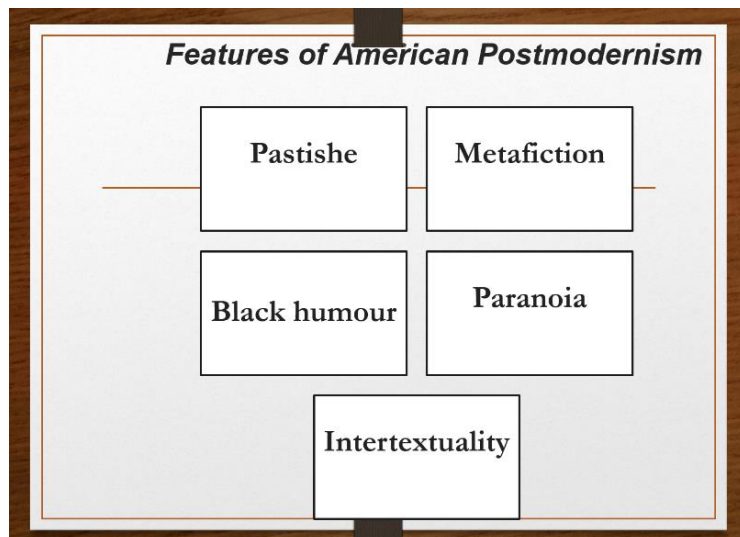 Features of American Postmodernism
Pastishe
Metafiction
Black humour
Paranoia
Intertextuality